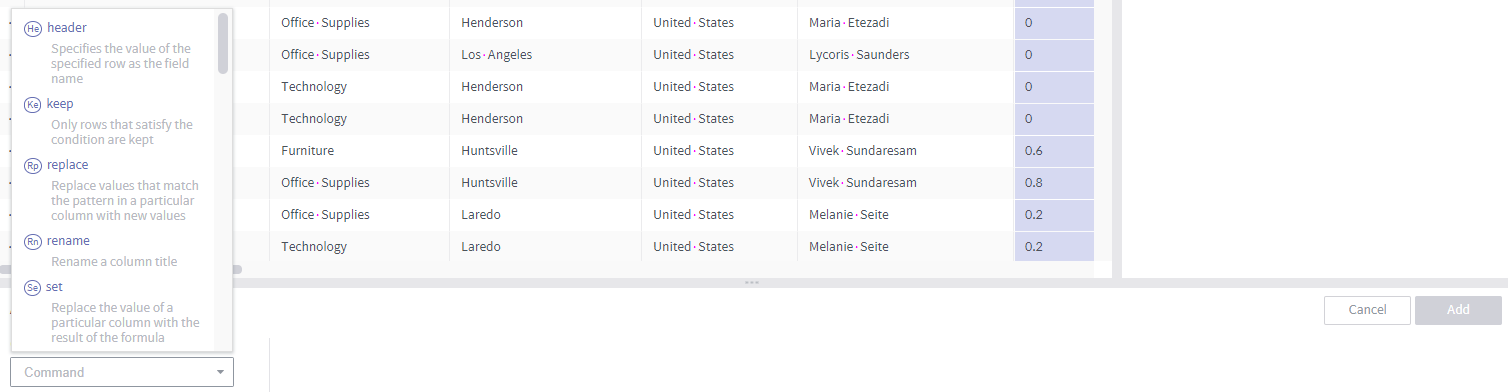 He header
Specifies the value of the
specified row as the field
name
Ke keep
Only rows that satisfy the
condition are kept
Rp replace
Replace values that match
the pattern in a particular
column with new values
Rn rename
Rename a column title
Se set
Replace the value of a
particular column with the
result of the formula
Command
Office·Supplies Henderson United·States Maria·Etezadi 0
Office·Supplies Los·Angeles United·States Lycoris·Saunders 0
Technology Henderson United·States Maria·Etezadi 0
Technology Henderson United·States Maria·Etezadi 0
Furniture Huntsville United·States Vivek·Sundaresam 0.6
Office·Supplies Huntsville United·States Vivek·Sundaresam 0.8
Office·Supplies Laredo United·States Melanie·Seite 0.2
Technology Laredo United·States Melanie·Seite 0.2
Cancel Add